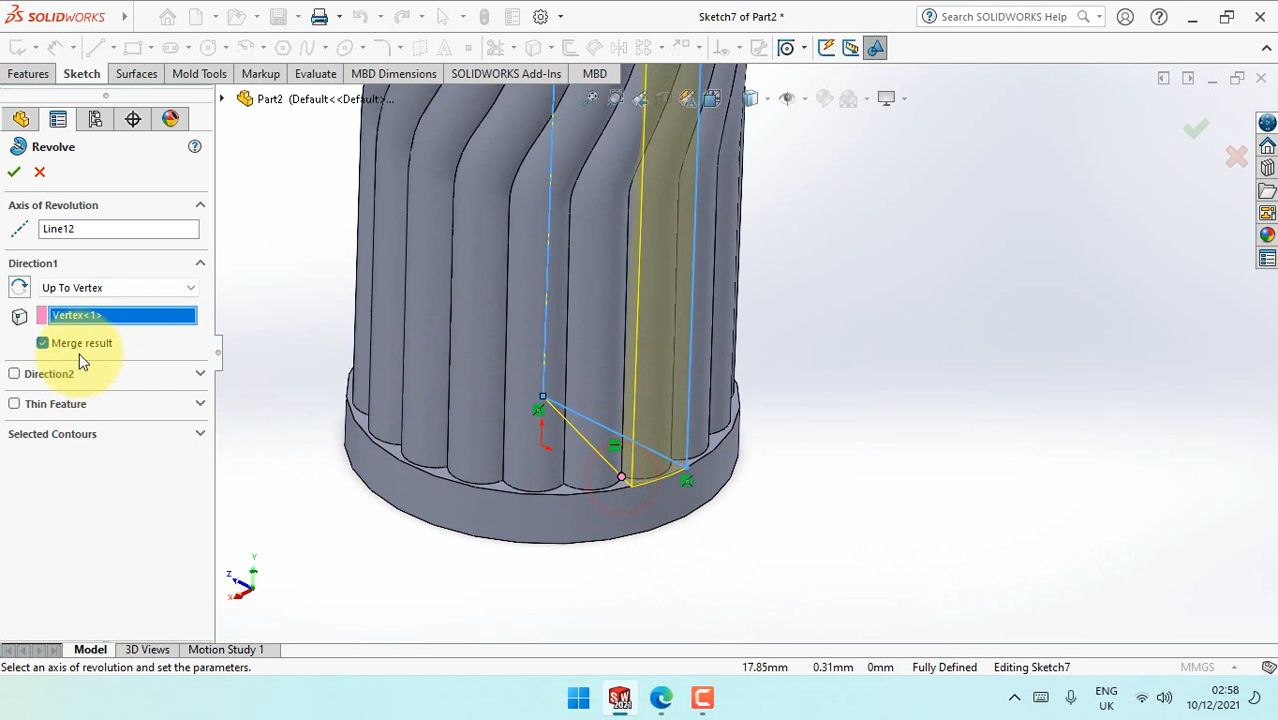 SOLIDWORKS
Sketch7 of Part2 *
Search SOLIDWORKS Help
Features
Sketch
Surfaces
Mold Tools
Markup
Evaluate
MBD Dimensions
SOLIDWORKS Add-Ins
MBD
Part2 (Default<<Default>...
Revolve
Axis of Revolution
Line12
Direction1
Up To Vertex
Vertex<1>
Merge result
Direction2
Thin Feature
Selected Contours
Y
Z
X
Model
3D Views
Motion Study 1
Select an axis of revolution and set the parameters.
17.85mm
0.31mm
0mm
Fully Defined
Editing Sketch7
MMGS
SW
2021
ENG
UK
02:58
10/12/2021